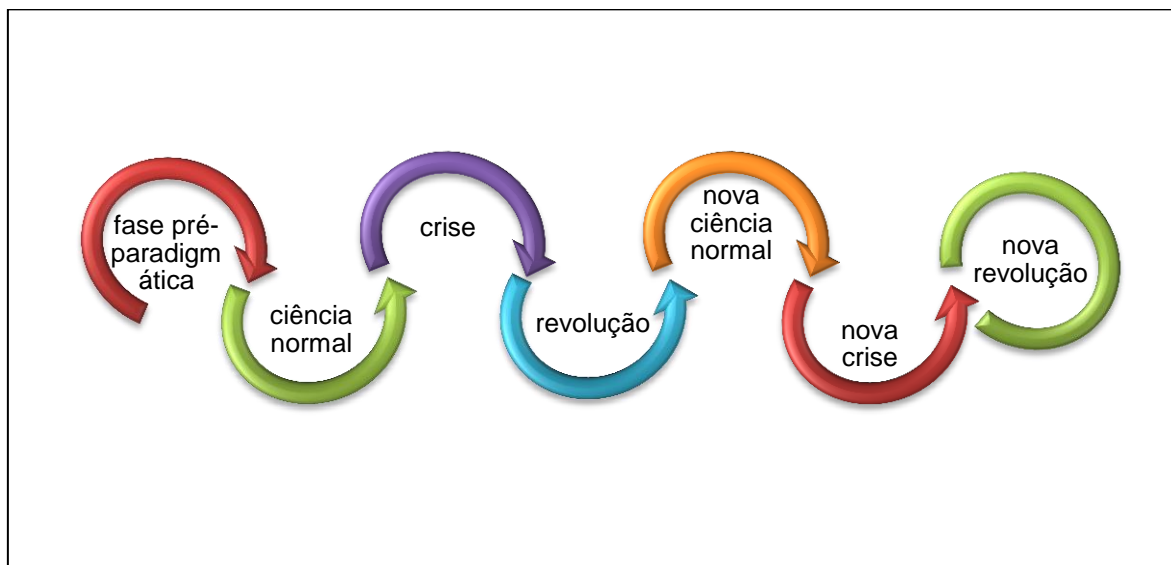 fase pré-
paradigm
ática
ciência
normal
crise
revolução
nova
ciência
normal
nova
crise
nova
revolução